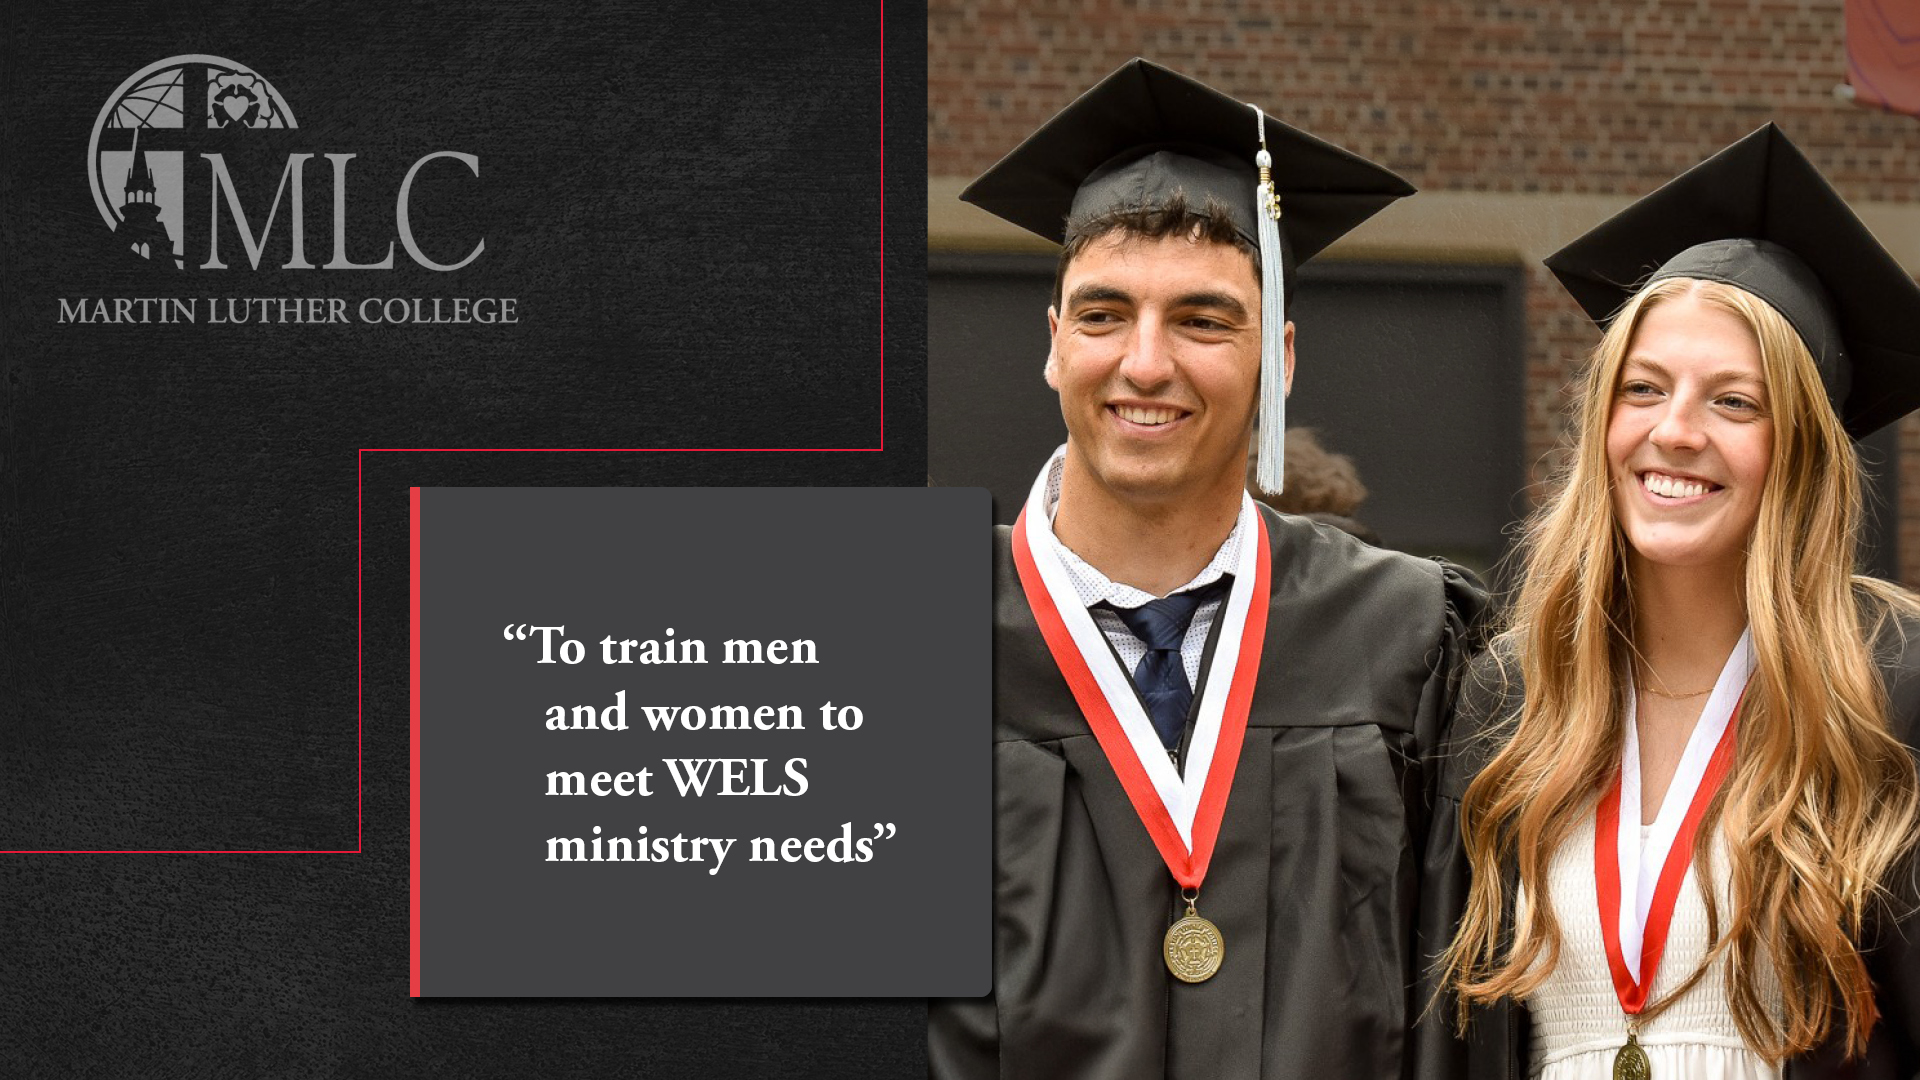 MLC
MARTIN LUTHER COLLEGE
“To train men
and women to
meet WELS
ministry needs”